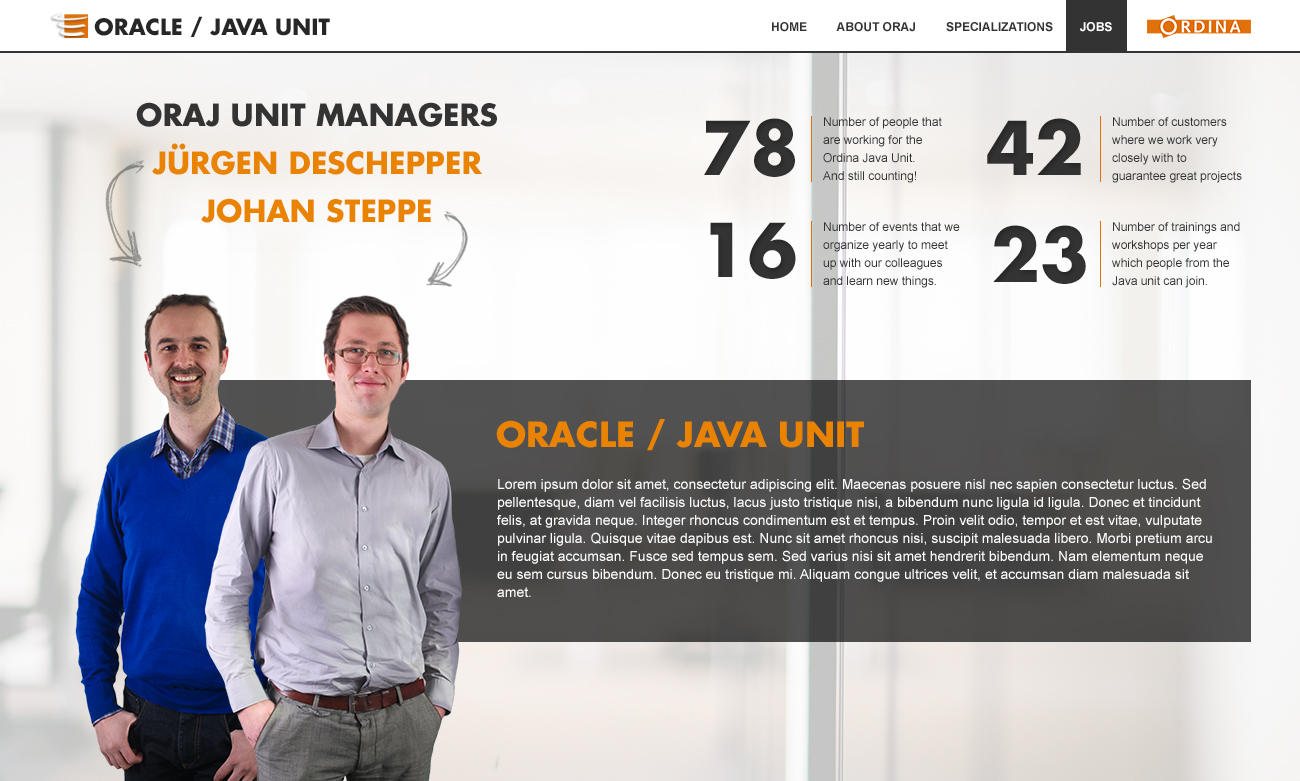 ORACLE / JAVA UNIT
HOME
ABOUT ORAJ
SPECIALIZATIONS
JOBS
ORDINA
ORAJ UNIT MANAGERS
JÜRGEN DESCHEPPER
JOHAN STEPPE
78
Number of people that
are working for the
Ordina Java Unit.
And still counting!
42
Number of customers
where we work very
closely with to
guarantee great projects
16
Number of events that we
organize yearly to meet
up with our colleagues
and learn new things.
23
Number of trainings and
workshops per year
which people from the
Java unit can join.
ORACLE / JAVA UNIT
Lorem ipsum dolor sit amet, consectetur adipiscing elit. Maecenas posuere nisl nec sapien consectetur luctus. Sed
pellentesque, diam vel facilisis luctus, lacus justo tristique nisi, a bibendum nunc ligula id ligula. Donec et tincidunt
felis, at gravida neque. Integer rhoncus condimentum est et tempus. Proin velit odio, tempor et est vitae, vulputate
pulvinar ligula. Quisque vitae dapibus est. Nunc sit amet rhoncus nisi, suscipit malesuada libero. Morbi pretium arcu
in feugiat accumsan. Fusce sed tempus sem. Sed varius nisi sit amet hendrerit bibendum. Nam elementum neque
eu sem cursus bibendum. Donec eu tristique mi. Aliquam congue ultrices velit, et accumsan diam malesuada sit
amet.